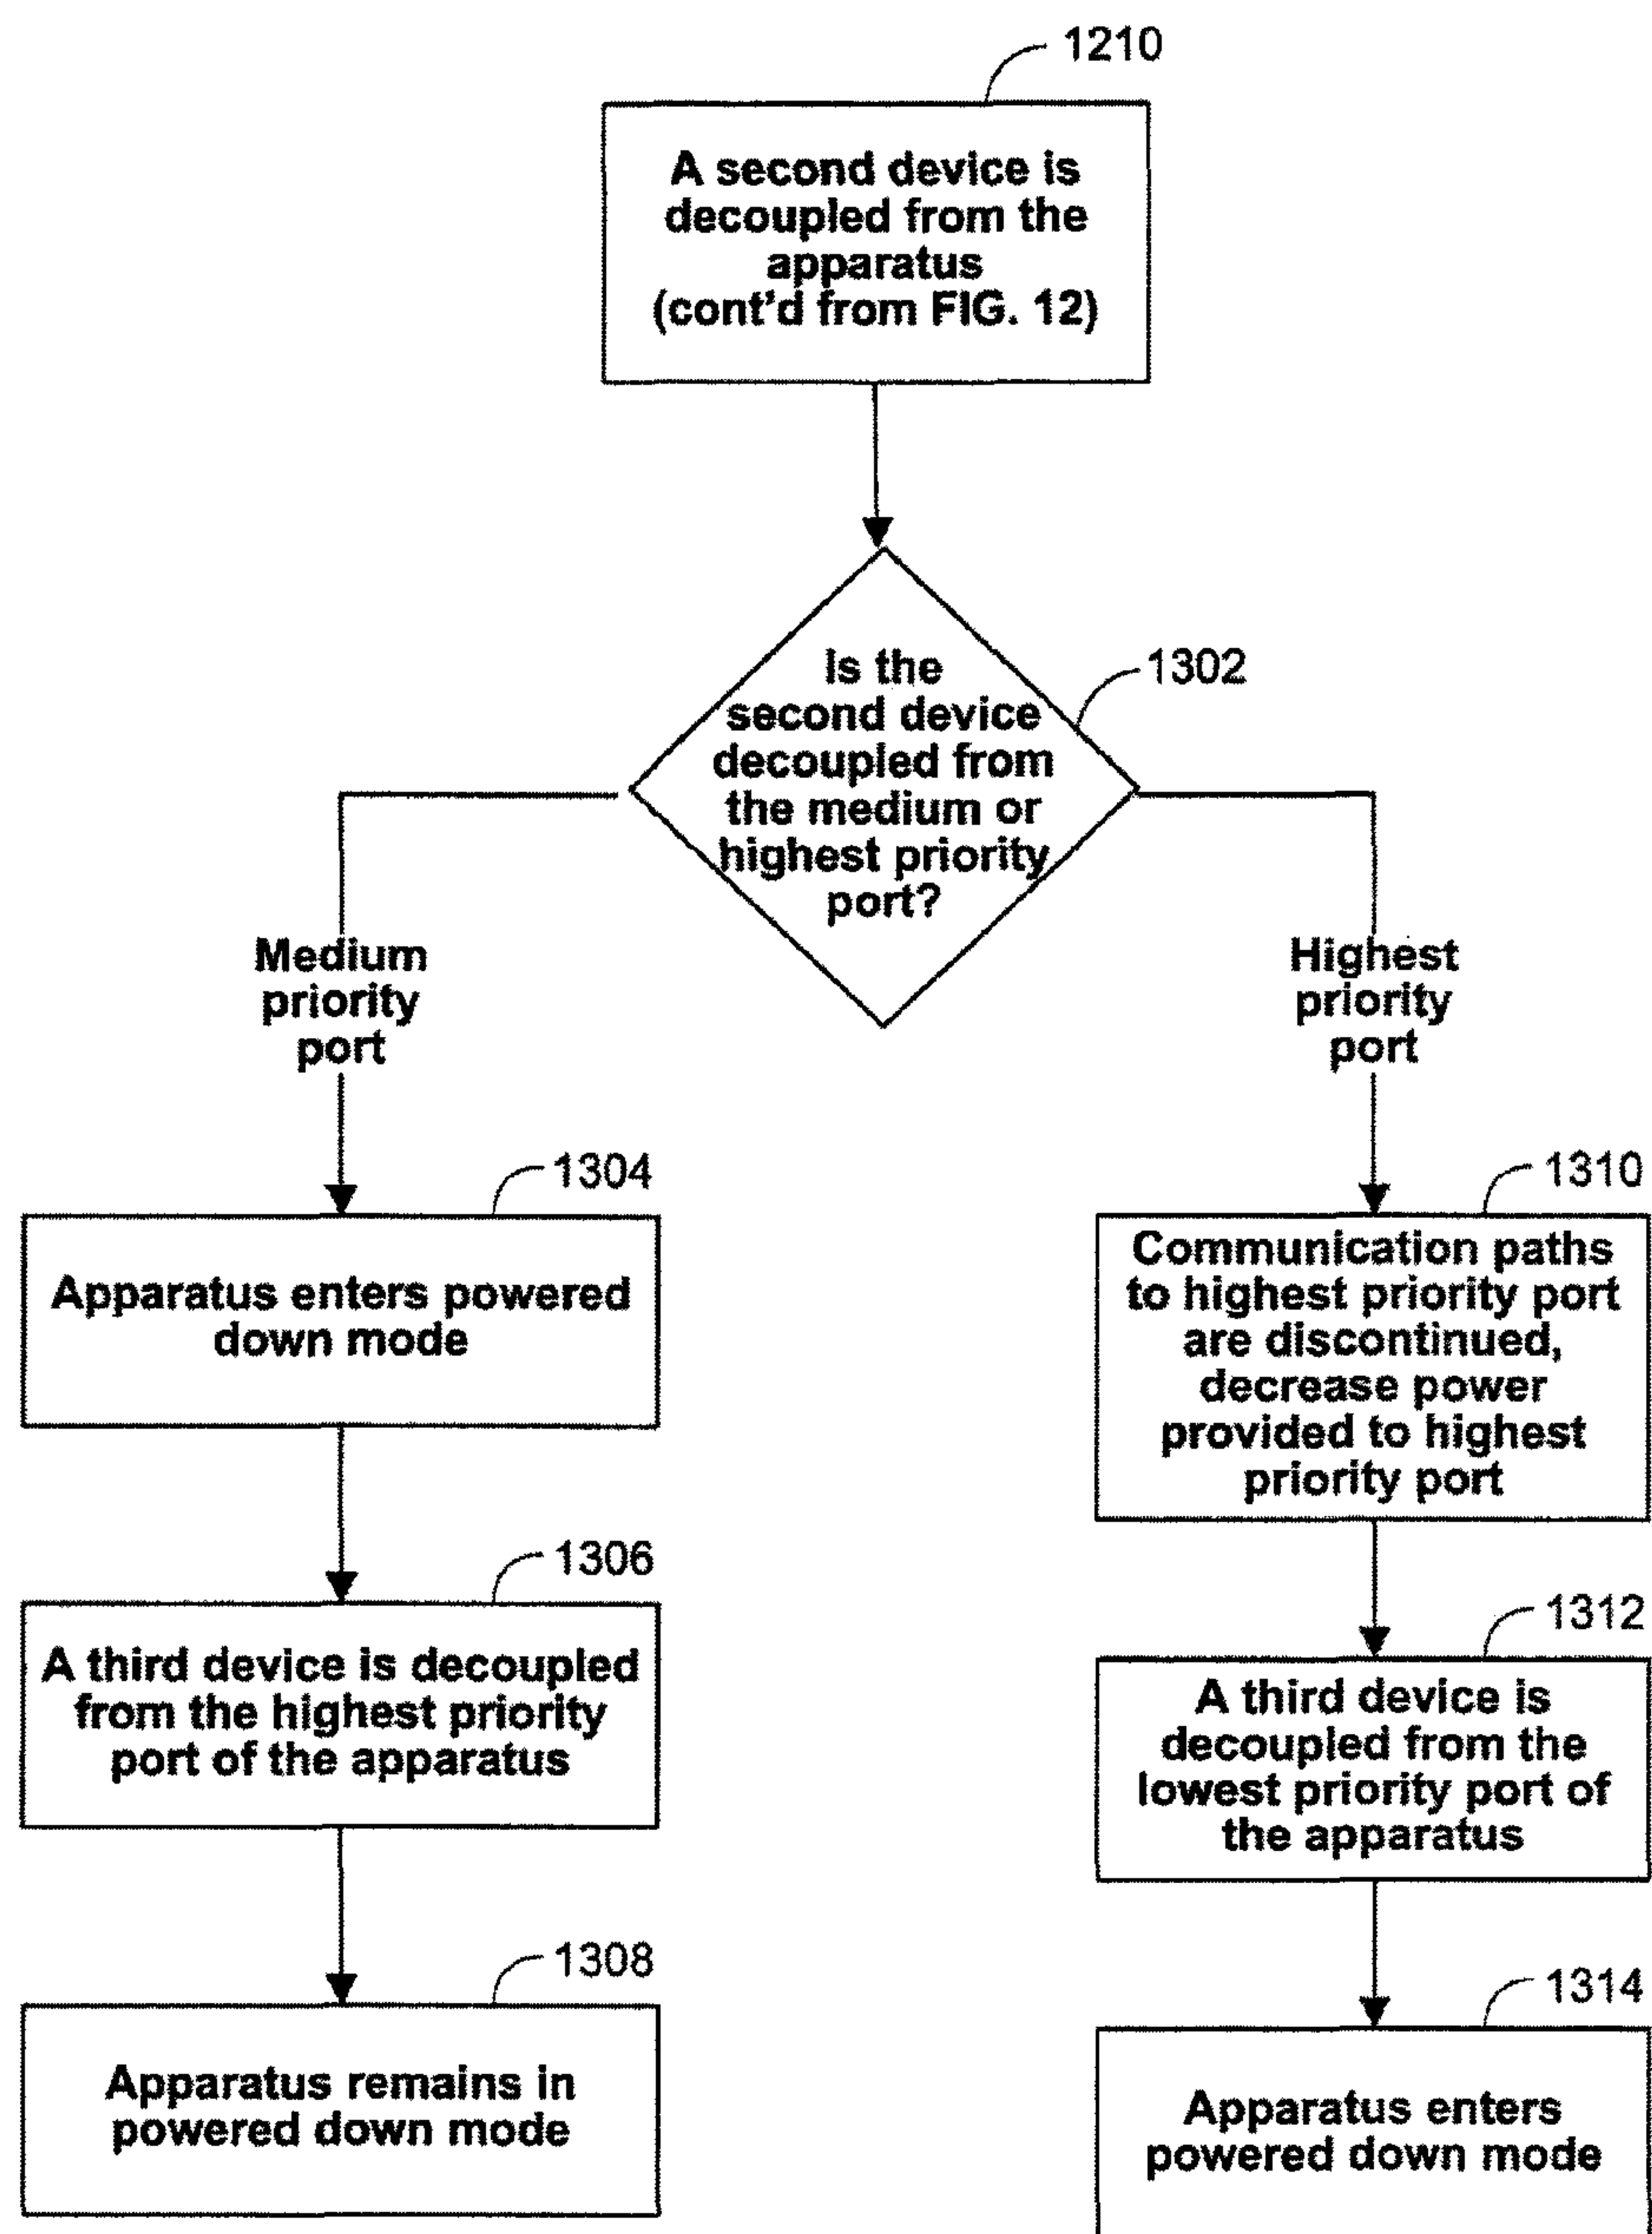 1210
A second device is
decoupled from the
apparatus
(cont'd from FIG. 12)
1302
Is the
second device
decoupled from
the medium or
highest priority
port?
Medium
priority
port
Highest
priority
port
1304
Apparatus enters powered
down mode
1306
A third device is decoupled
from the highest priority
port of the apparatus
1308
Apparatus remains in
powered down mode
1310
Communication paths
to highest priority port
are discontinued,
decrease power
provided to highest
priority port
1312
A third device is
decoupled from the
lowest priority port of
the apparatus
1314
Apparatus enters
powered down mode